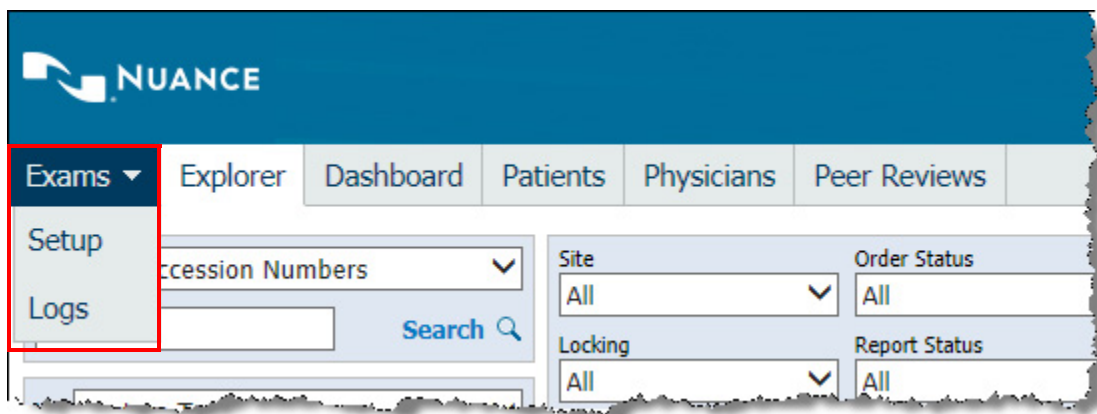 NUANCE
Exams Explorer Dashboard Patients Physicians Peer Reviews
Setup
Logs
ccession Numbers
Search
Site
All
Order Status
All
Locking
All
Report Status
All